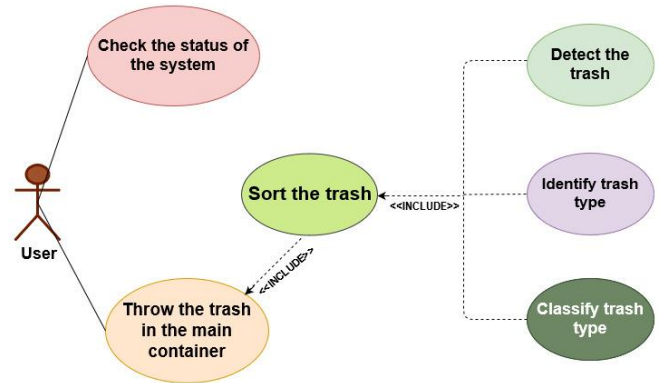 Check the status of
the system
Detect the
trash
Sort the trash
<<INCLUDE>>
Identify trash
type
User
<<INCLUDE>>
Throw the trash
in the main
container
Classify trash
type